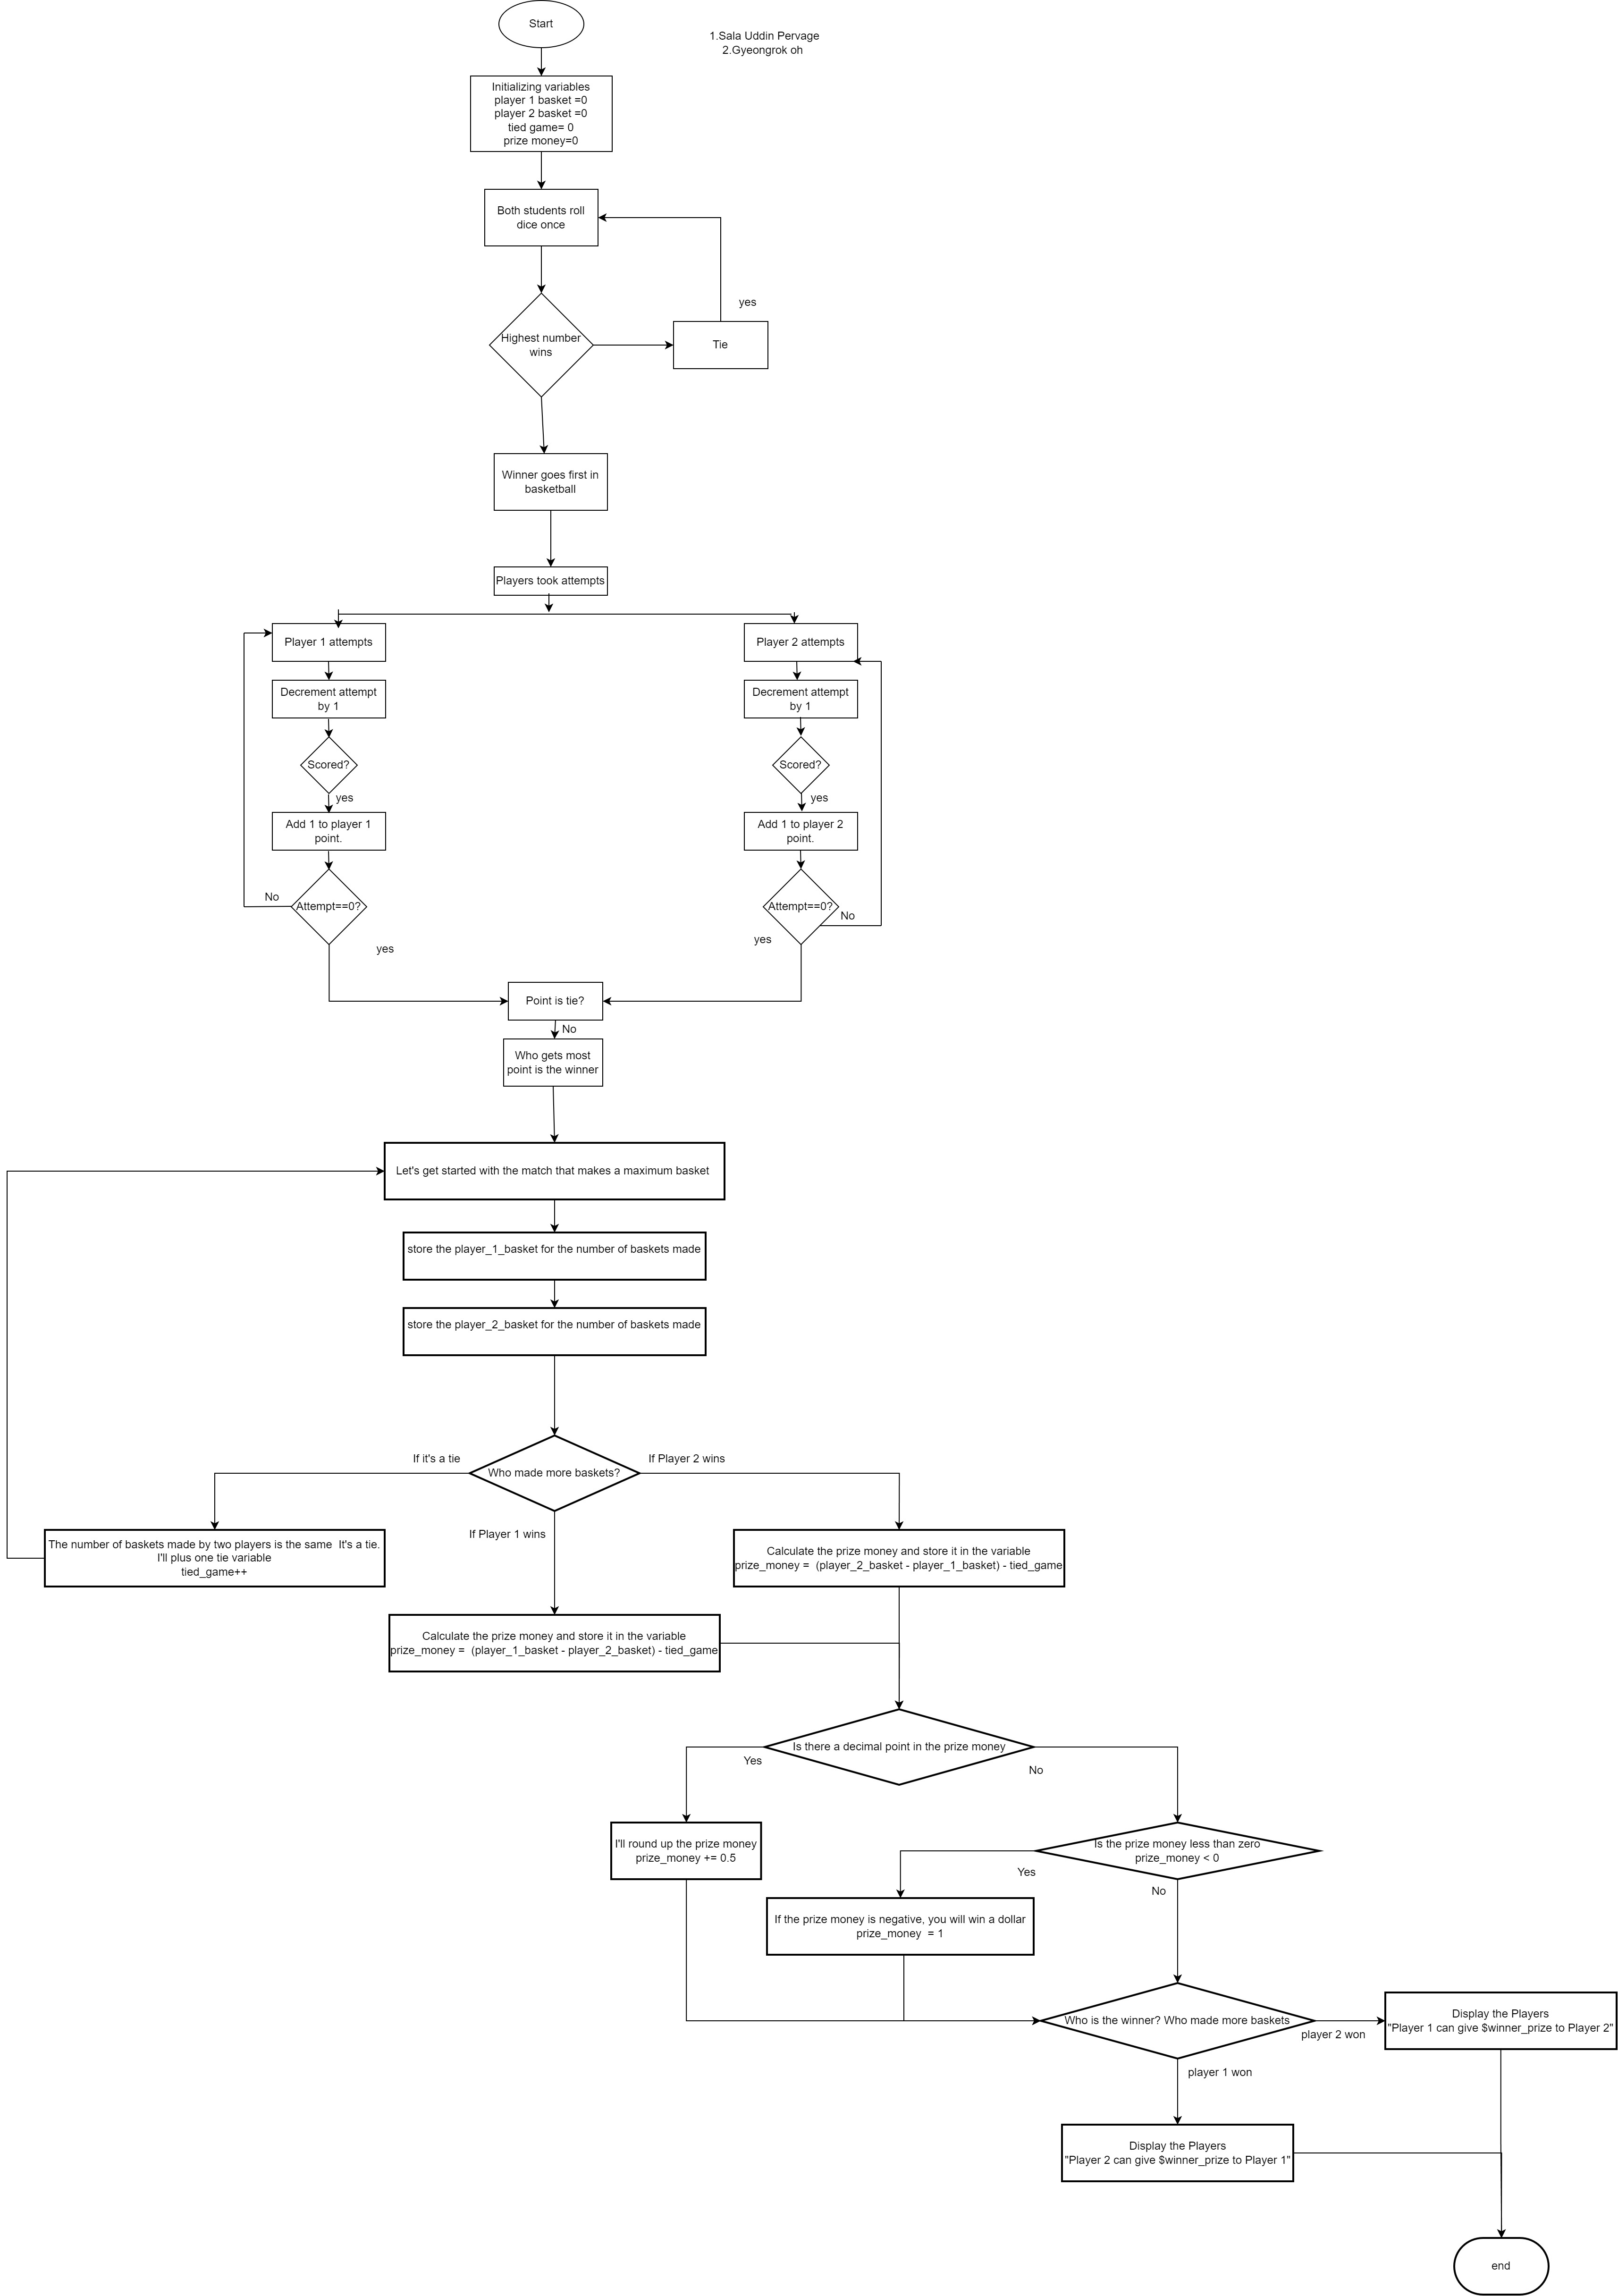 Start
1.Sala Uddin Pervage
2.Gyeongrok oh
Initializing variables
player 1 basket =0
player 2 basket =0
tied game= 0
prize money=0
Both students roll
dice once
yes
Highest number
wins
Tie
Winner goes first in
basketball
Players took attempts
Player 1 attempts
Player 2 attempts
Decrement attempt
by 1
Decrement attempt
by 1
Scored?
Scored?
yes
yes
Add 1 to player 1
point.
Add 1 to player 2
point.
No
Attempt==0?
Attempt==0?
No
yes
yes
Point is tie?
No
Who gets most
point is the winner
Let's get started with the match that makes a maximum basket
store the player_1_basket for the number of baskets made
store the player_2_basket for the number of baskets made
If it's a tie
If Player 2 wins
Who made more baskets?
If Player 1 wins
The number of baskets made by two players is the same  It's a tie.
I'll plus one tie variable
tied_game++
Calculate the prize money and store it in the variable
prize_money =  (player_2_basket - player_1_basket) - tied_game
Calculate the prize money and store it in the variable
prize_money =  (player_1_basket - player_2_basket) - tied_game
Is there a decimal point in the prize money
Yes
No
I'll round up the prize money
prize_money += 0.5
Is the prize money less than zero
prize_money < 0
Yes
No
If the prize money is negative, you will win a dollar
prize_money  = 1
Who is the winner? Who made more baskets
player 2 won
Display the Players
"Player 1 can give $winner_prize to Player 2"
player 1 won
Display the Players
"Player 2 can give $winner_prize to Player 1"
end